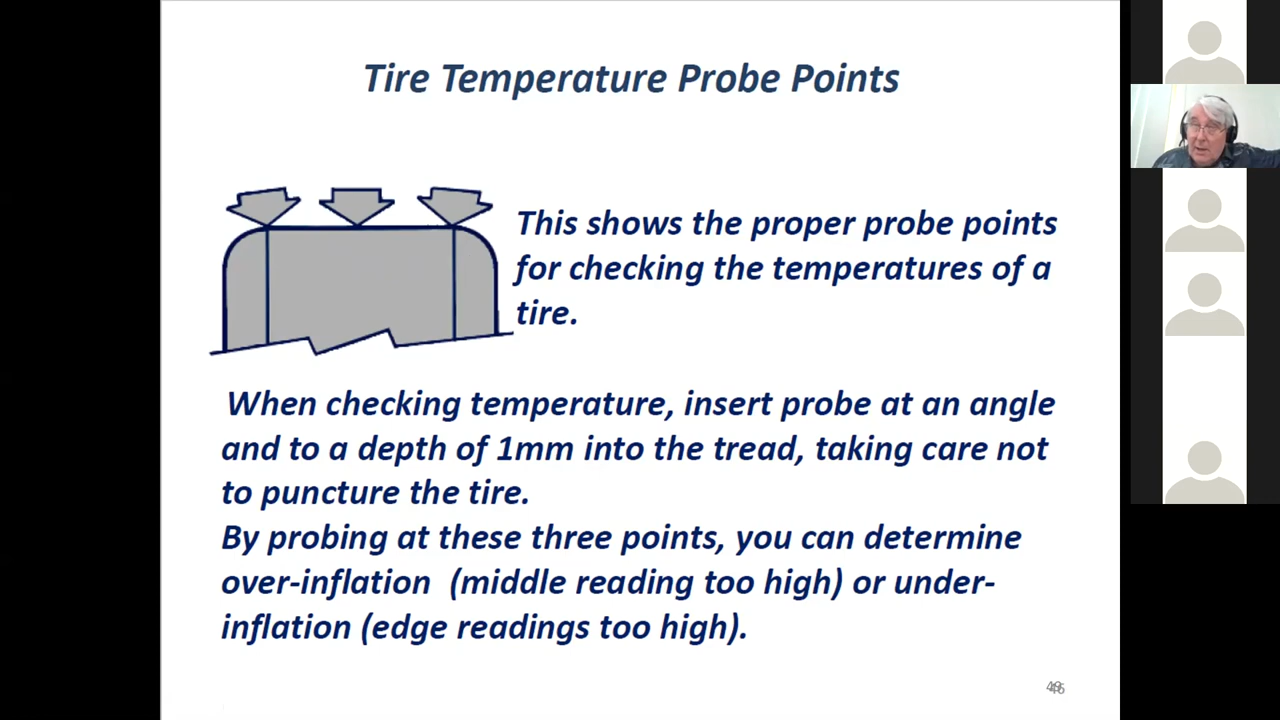 Tire Temperature Probe Points
This shows the proper probe points
for checking the temperatures of a
tire.
When checking temperature, insert probe at an angle
and to a depth of 1mm into the tread, taking care not
to puncture the tire.
By probing at these three points, you can determine
over-inflation (middle reading too high) or under-
inflation (edge readings too high).